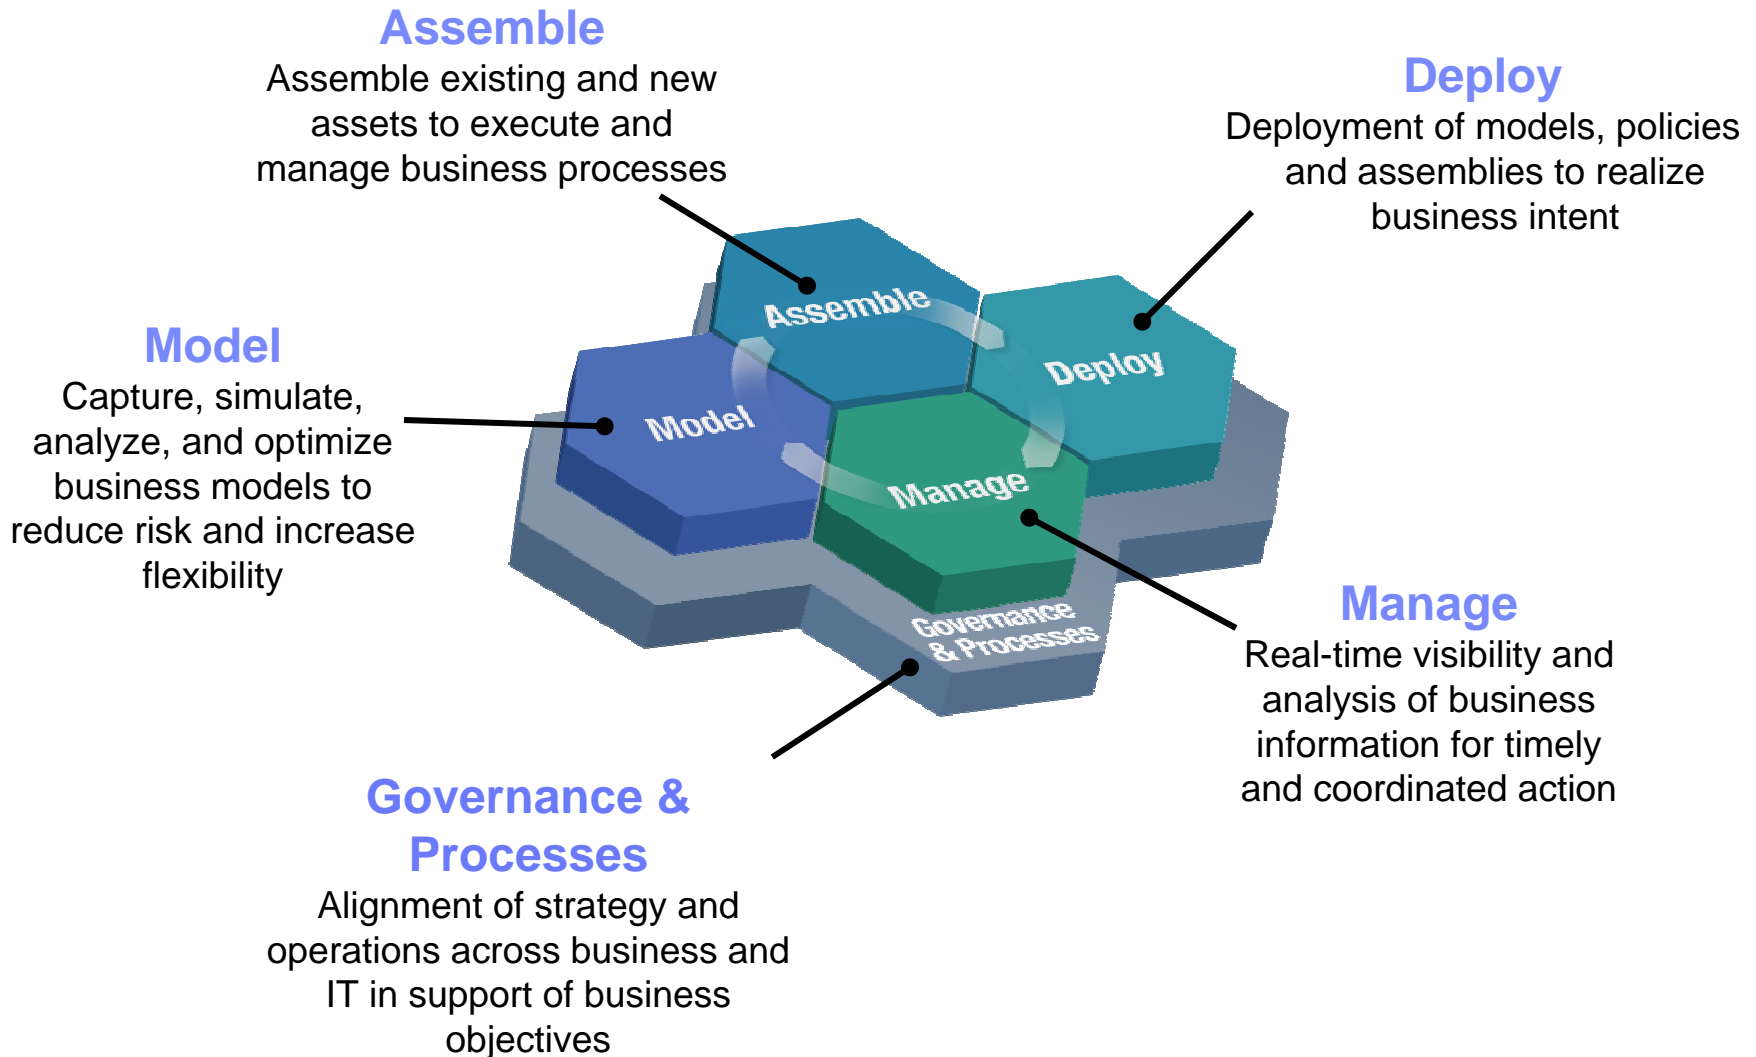 Assemble
Assemble existing and new
assets to execute and
manage business processes
Deploy
Deployment of models, policies
and assemblies to realize
business intent
Model
Capture, simulate,
analyze, and optimize
business models to
reduce risk and increase
flexibility
Assemble
Deploy
Model
Manage
Governance
& Processes
Manage
Real-time visibility and
analysis of business
information for timely
and coordinated action
Governance &
Processes
Alignment of strategy and
operations across business and
IT in support of business
objectives